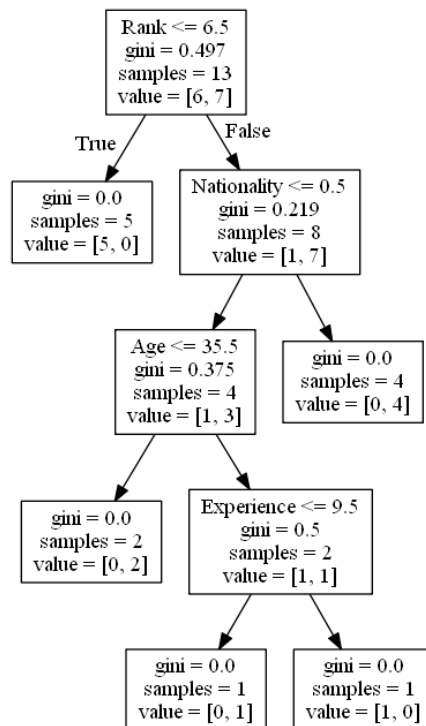 Rank <= 6.5
gini = 0.497
samples = 13
value = [6, 7]
True
False
gini = 0.0
samples = 5
value = [5, 0]
Nationality <= 0.5
gini = 0.219
samples = 8
value = [1, 7]
Age <= 35.5
gini = 0.375
samples = 4
value = [1, 3]
gini = 0.0
samples = 4
value = [0, 4]
gini = 0.0
samples = 2
value = [0, 2]
Experience <= 9.5
gini = 0.5
samples = 2
value = [1, 1]
gini = 0.0
samples = 1
value = [0, 1]
gini = 0.0
samples = 1
value = [1, 0]